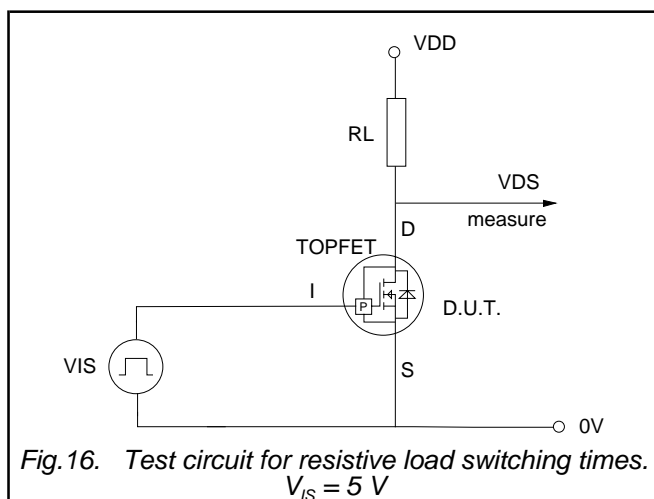 VDD
RL
VDS
measure
D
TOPFET
I
P
D.U.T.
VIS
S
0V
Fig.16. Test circuit for resistive load switching times.
VIS = 5 V